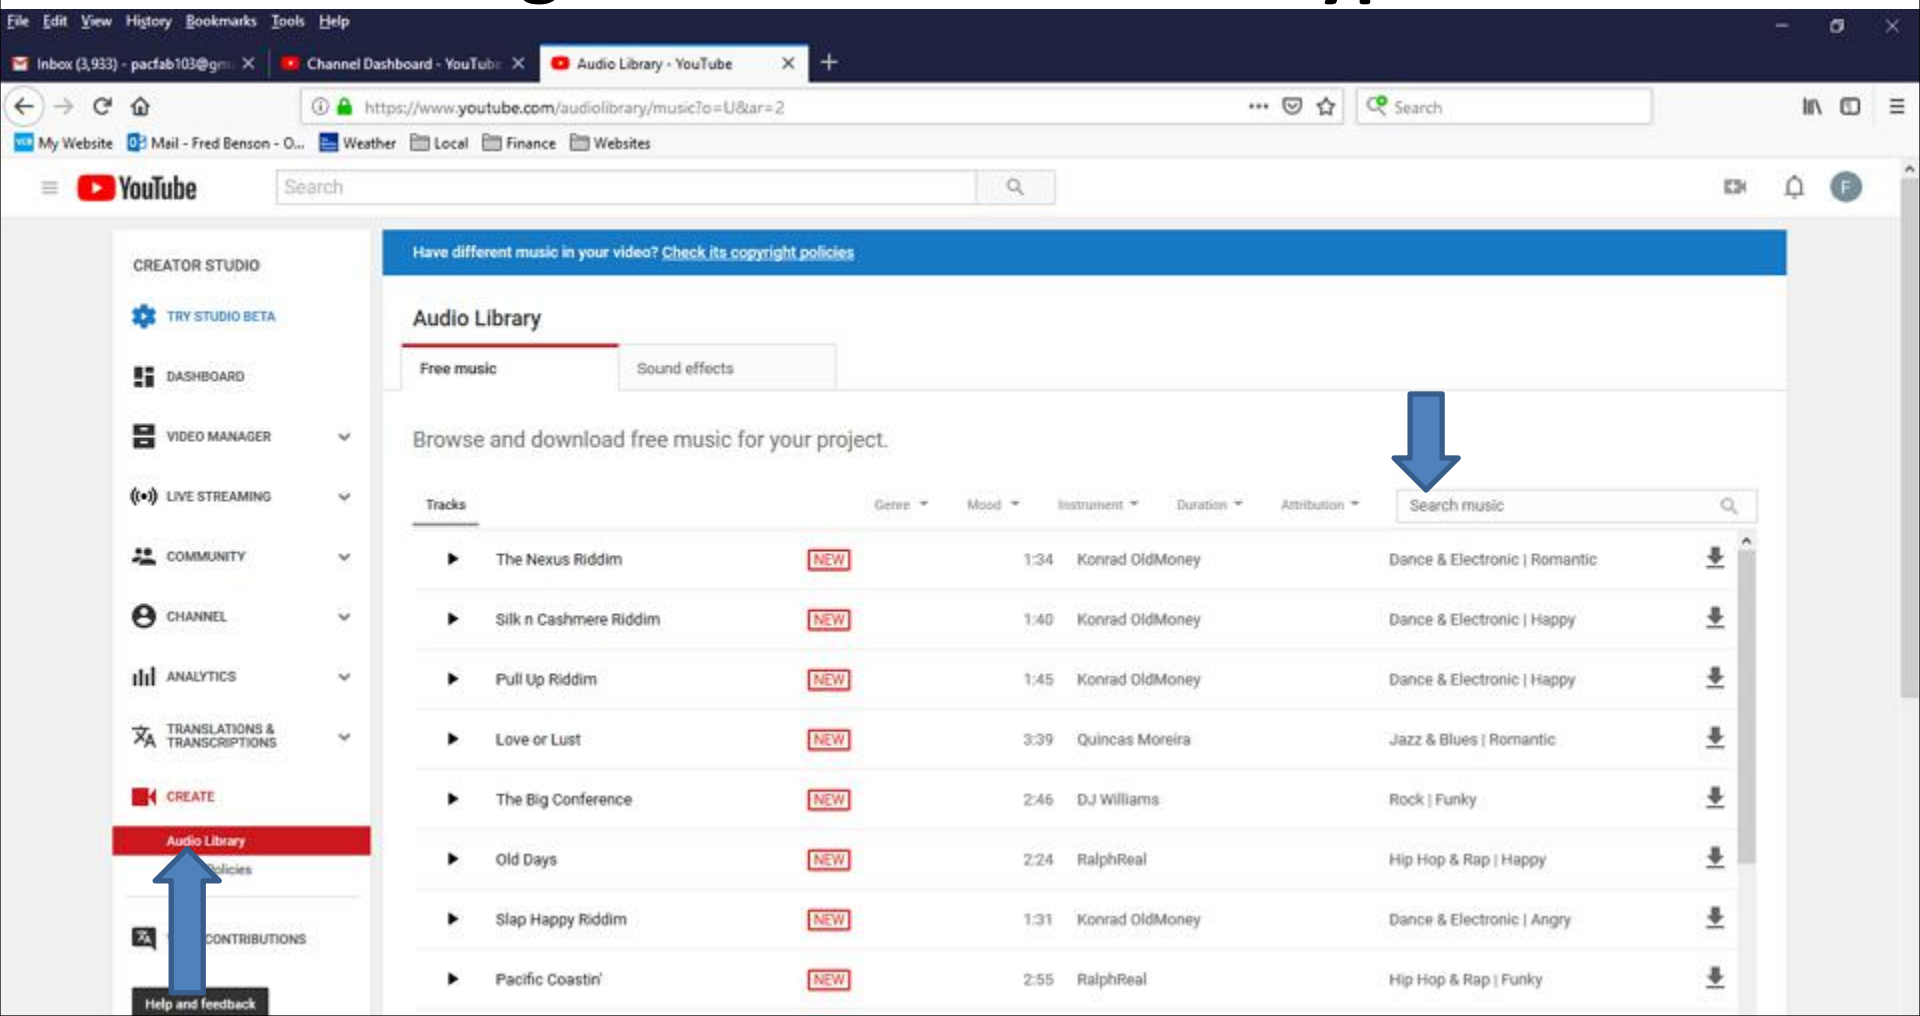 File Edit View History Bookmarks Tools Help
Inbox (3,933) - pacfab103@gm
Channel Dashboard - YouTub
Audio Library - YouTube
https://www.youtube.com/audiolibrary/music?o=U&ar=2
Search
My Website Mail - Fred Benson - O... Weather Local Finance Websites
YouTube
Search
F
CREATOR STUDIO
TRY STUDIO BETA
DASHBOARD
VIDEO MANAGER
LIVE STREAMING
COMMUNITY
CHANNEL
ANALYTICS
TRANSLATIONS &
TRANSCRIPTIONS
CREATE
Audio Library
Policies
CONTRIBUTIONS
Help and feedback
Have different music in your video? Check its copyright policies
Audio Library
Free music Sound effects
Browse and download free music for your project.
Tracks Genre Mood Instrument Duration Attribution Search music
The Nexus Riddim NEW 1:34 Konrad OldMoney Dance & Electronic | Romantic
Silk n Cashmere Riddim NEW 1:40 Konrad OldMoney Dance & Electronic | Happy
Pull Up Riddim NEW 1:45 Konrad OldMoney Dance & Electronic | Happy
Love or Lust NEW 3:39 Quincas Moreira Jazz & Blues | Romantic
The Big Conference NEW 2:46 DJ Williams Rock | Funky
Old Days NEW 2:24 RalphReal Hip Hop & Rap | Happy
Slap Happy Riddim NEW 1:31 Konrad OldMoney Dance & Electronic | Angry
Pacific Coastin' NEW 2:55 RalphReal Hip Hop & Rap | Funky